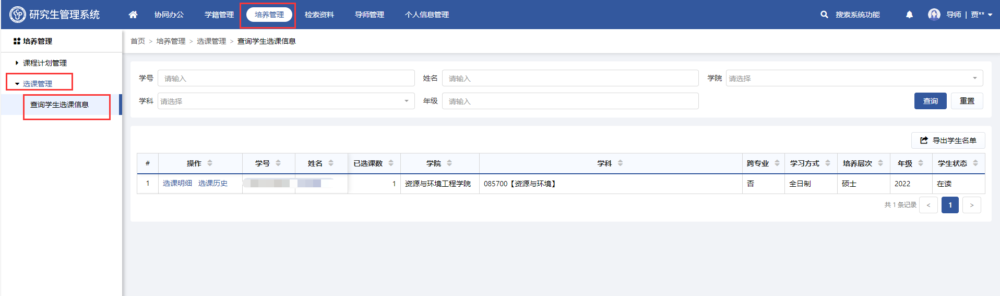 研究生管理系统 协同办公 学籍管理 培养管理 检索资料 导师管理 个人信息管理 搜索系统功能 导师 | 贾**
培养管理
首页 > 培养管理 > 选课管理 > 查询学生选课信息
课程计划管理
选课管理
查询学生选课信息
学号 请输入 姓名 请输入 学院 请选择
学科 请选择 年级 请输入 查询 重置
导出学生名单
# 操作 学号 姓名 已选课数 学院 学科 跨专业 学习方式 培养层次 年级 学生状态
1 选课明细 选课历史 1 资源与环境工程学院 085700【资源与环境】 否 全日制 硕士 2022 在读
共 1 条记录 < 1 >